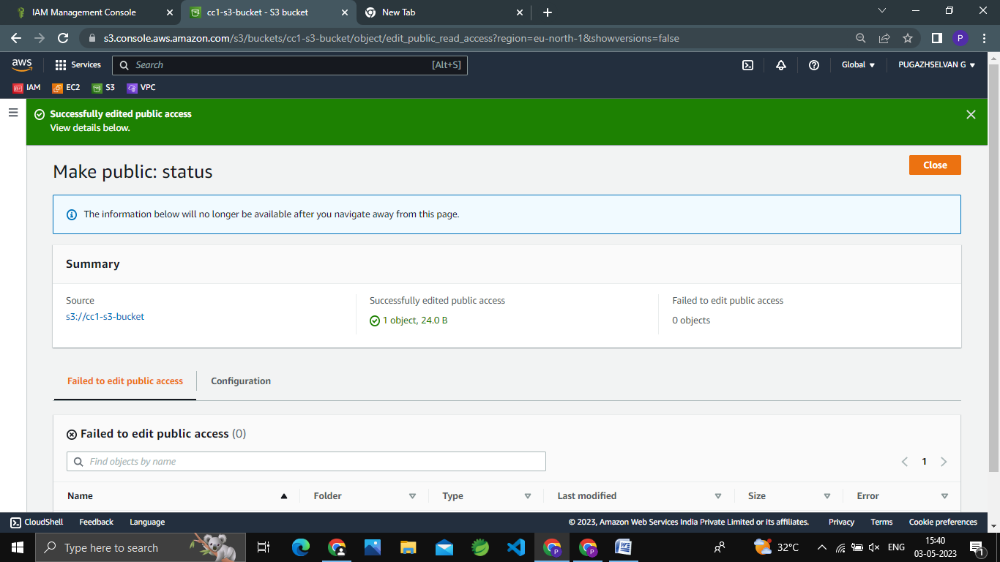 IAM Management Console
cc1-s3-bucket - S3 bucket
New Tab
s3.console.aws.amazon.com/s3/buckets/cc1-s3-bucket/object/edit_public_read_access?region=eu-north-1&showversions=false
P
aws
Services
Search
[Alt+S]
Global
PUGAZHSELVAN G
IAM
EC2
S3
VPC
Successfully edited public access
View details below.
Make public: status
Close
The information below will no longer be available after you navigate away from this page.
Summary
Source
s3://cc1-s3-bucket
Successfully edited public access
1 object, 24.0 B
Failed to edit public access
0 objects
Failed to edit public access
Configuration
Failed to edit public access (0)
Find objects by name
1
Name
Folder
Type
Last modified
Size
Error
CloudShell
Feedback
Language
© 2023, Amazon Web Services India Private Limited or its affiliates.
Privacy
Terms
Cookie preferences
Type here to search
P
P
32°C
ENG
15:40
03-05-2023
1